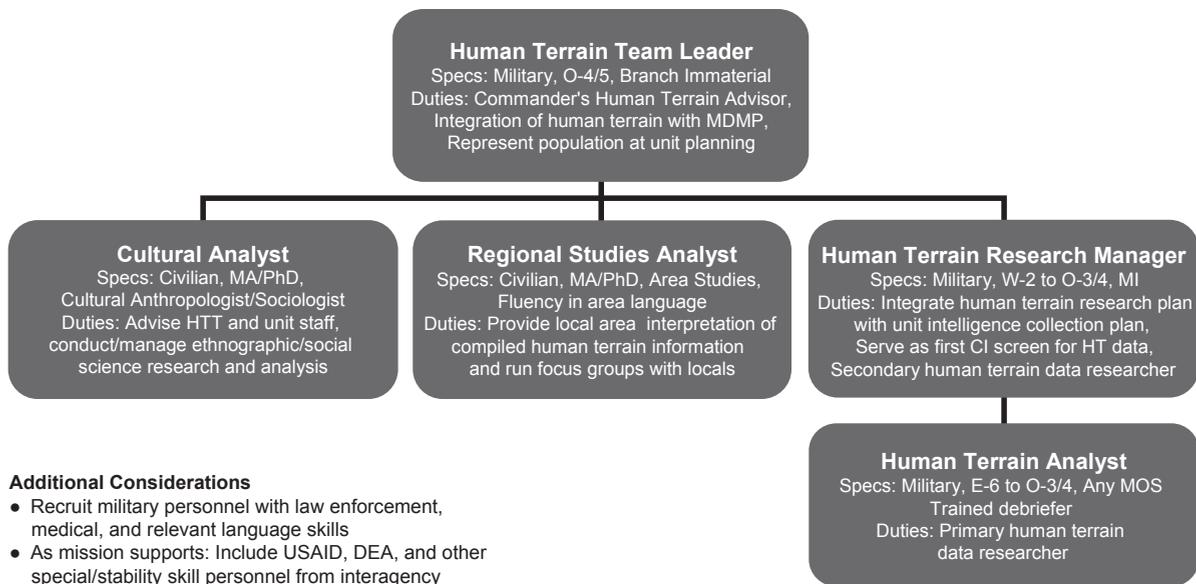 Human Terrain Team Leader
Specs: Military, O-4/5, Branch Immaterial
Duties: Commander's Human Terrain Advisor,
Integration of human terrain with MDMP,
Represent population at unit planning
Cultural Analyst
Specs: Civilian, MA/PhD,
Cultural Anthropologist/Sociologist
Duties: Advise HTT and unit staff,
conduct/manage ethnographic/social
science research and analysis
Regional Studies Analyst
Specs: Civilian, MA/PhD, Area Studies,
Fluency in area language
Duties: Provide local area interpretation of
compiled human terrain information
and run focus groups with locals
Human Terrain Research Manager
Specs: Military, W-2 to O-3/4, MI
Duties: Integrate human terrain research plan
with unit intelligence collection plan,
Serve as first CI screen for HT data,
Secondary human terrain data researcher
Human Terrain Analyst
Specs: Military, E-6 to O-3/4, Any MOS
Trained debriefer
Duties: Primary human terrain
data researcher
Additional Considerations
● Recruit military personnel with law enforcement,
medical, and relevant language skills
● As mission supports: Include USAID, DEA, and other
special/stability skill personnel from interagency